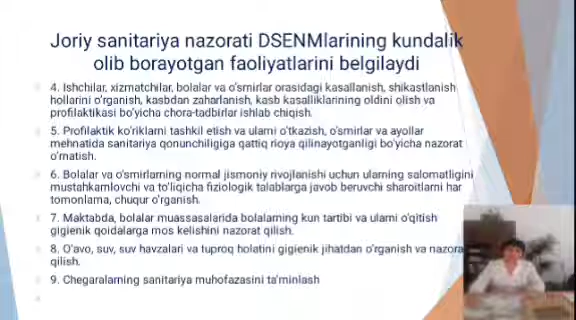 Joriy sanitariya nazorati DSENMlarining kundalik
olib borayotgan faoliyatlarini belgilaydi
4. Ishchilar, xizmatchilar, bolalar va o'smirlar orasidagi kasallanish, shikastlanish
hollarini o'rganish, kasbdan zaharlanish, kasb kasalliklarining oldini olish va
profilaktikasi bo'yicha chora-tadbirlar ishlab chiqish.
5. Profilaktik ko'riklarni tashkil etish va ularni o'tkazish, o'smirlar va ayollar
mehnatida sanitariya qonunchiligiga qattiq rioya qilinayotganligi bo'yicha nazorat
o'rnatish.
6. Bolalar va o'smirlarning normal jismoniy rivojlanishi uchun ularning salomatligini
mustahkamlovchi va to'liqicha fiziologik talablarga javob beruvchi sharoitlarni har
tomonlama, chuqur o'rganish.
7. Maktabda, bolalar muassasalarida bolalarning kun tartibi va ularni o'qitish
gigienik qoidalarga mos kelishini nazorat qilish.
8. O'avo, suv, suv havzalari va tuproq holatini gigienik jihatdan o'rganish va nazora
qilish.
9. Chegaralarning sanitariya muhofazasini ta'minlash